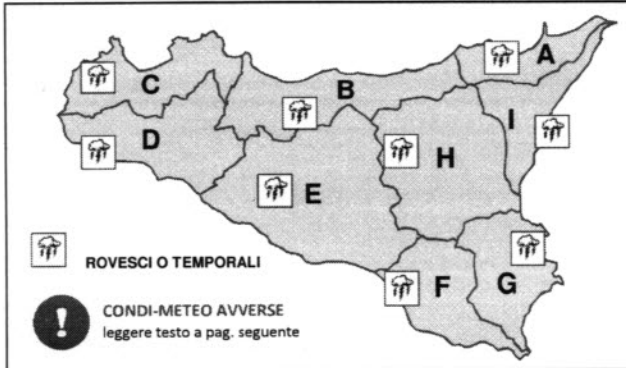 A
C
B
I
D
H
E
ROVESCI O TEMPORALI
F
G
!
CONDI-METEO AVVERSE
leggere testo a pag. seguente